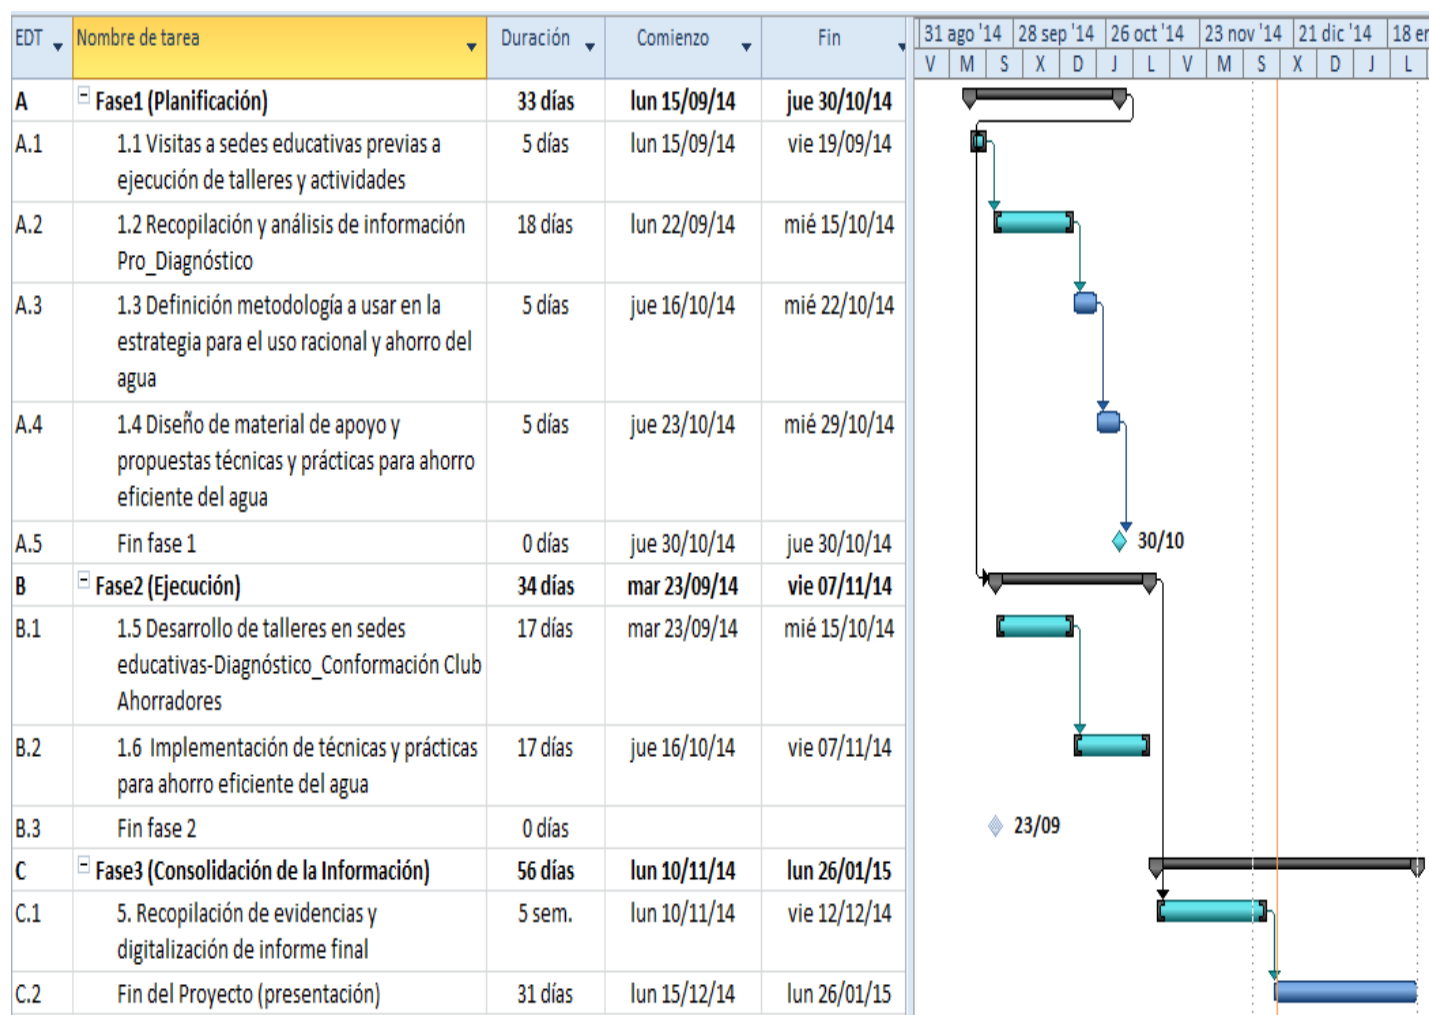 EDT Nombre de tarea Duración Comienzo Fin 31 ago '14 28 sep '14 26 oct '14 23 nov '14 21 dic '14 18 er
V M S X D J L V M S X D J L
A Fase1 (Planificación) 33 días lun 15/09/14 jue 30/10/14
A.1 1.1 Visitas a sedes educativas previas a 5 días lun 15/09/14 vie 19/09/14
ejecución de talleres y actividades
A.2 1.2 Recopilación y análisis de información 18 días lun 22/09/14 mié 15/10/14
Pro_Diagnóstico
A.3 1.3 Definición metodología a usar en la 5 días jue 16/10/14 mié 22/10/14
estrategia para el uso racional y ahorro del
agua
A.4 1.4 Diseño de material de apoyo y 5 días jue 23/10/14 mié 29/10/14
propuestas técnicas y prácticas para ahorro
eficiente del agua
A.5 Fin fase 1 0 días jue 30/10/14 jue 30/10/14 30/10
B Fase2 (Ejecución) 34 días mar 23/09/14 vie 07/11/14
B.1 1.5 Desarrollo de talleres en sedes 17 días mar 23/09/14 mié 15/10/14
educativas-Diagnóstico_Conformación Club
Ahorradores
B.2 1.6 Implementación de técnicas y prácticas 17 días jue 16/10/14 vie 07/11/14
para ahorro eficiente del agua
B.3 Fin fase 2 0 días 23/09
C Fase3 (Consolidación de la Información) 56 días lun 10/11/14 lun 26/01/15
C.1 5. Recopilación de evidencias y 5 sem. lun 10/11/14 vie 12/12/14
digitalización de informe final
C.2 Fin del Proyecto (presentación) 31 días lun 15/12/14 lun 26/01/15